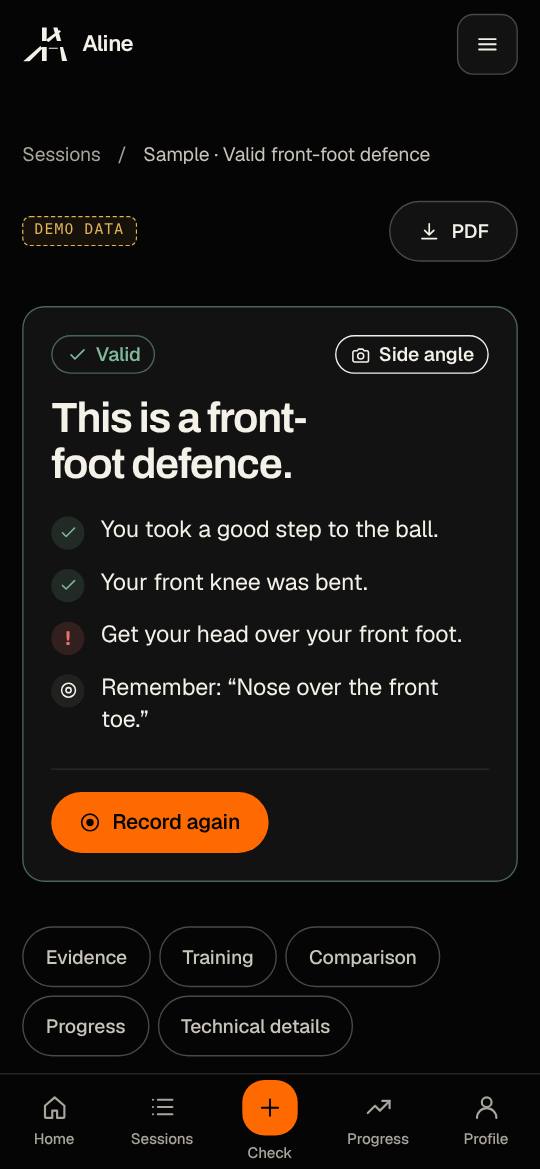 Aline
Sessions / Sample · Valid front-foot defence
DEMO DATA
PDF
Valid
Side angle
This is a front-
foot defence.
You took a good step to the ball.
Your front knee was bent.
Get your head over your front foot.
Remember: “Nose over the front
toe.”
Record again
Evidence
Training
Comparison
Progress
Technical details
Home
Sessions
Check
Progress
Profile